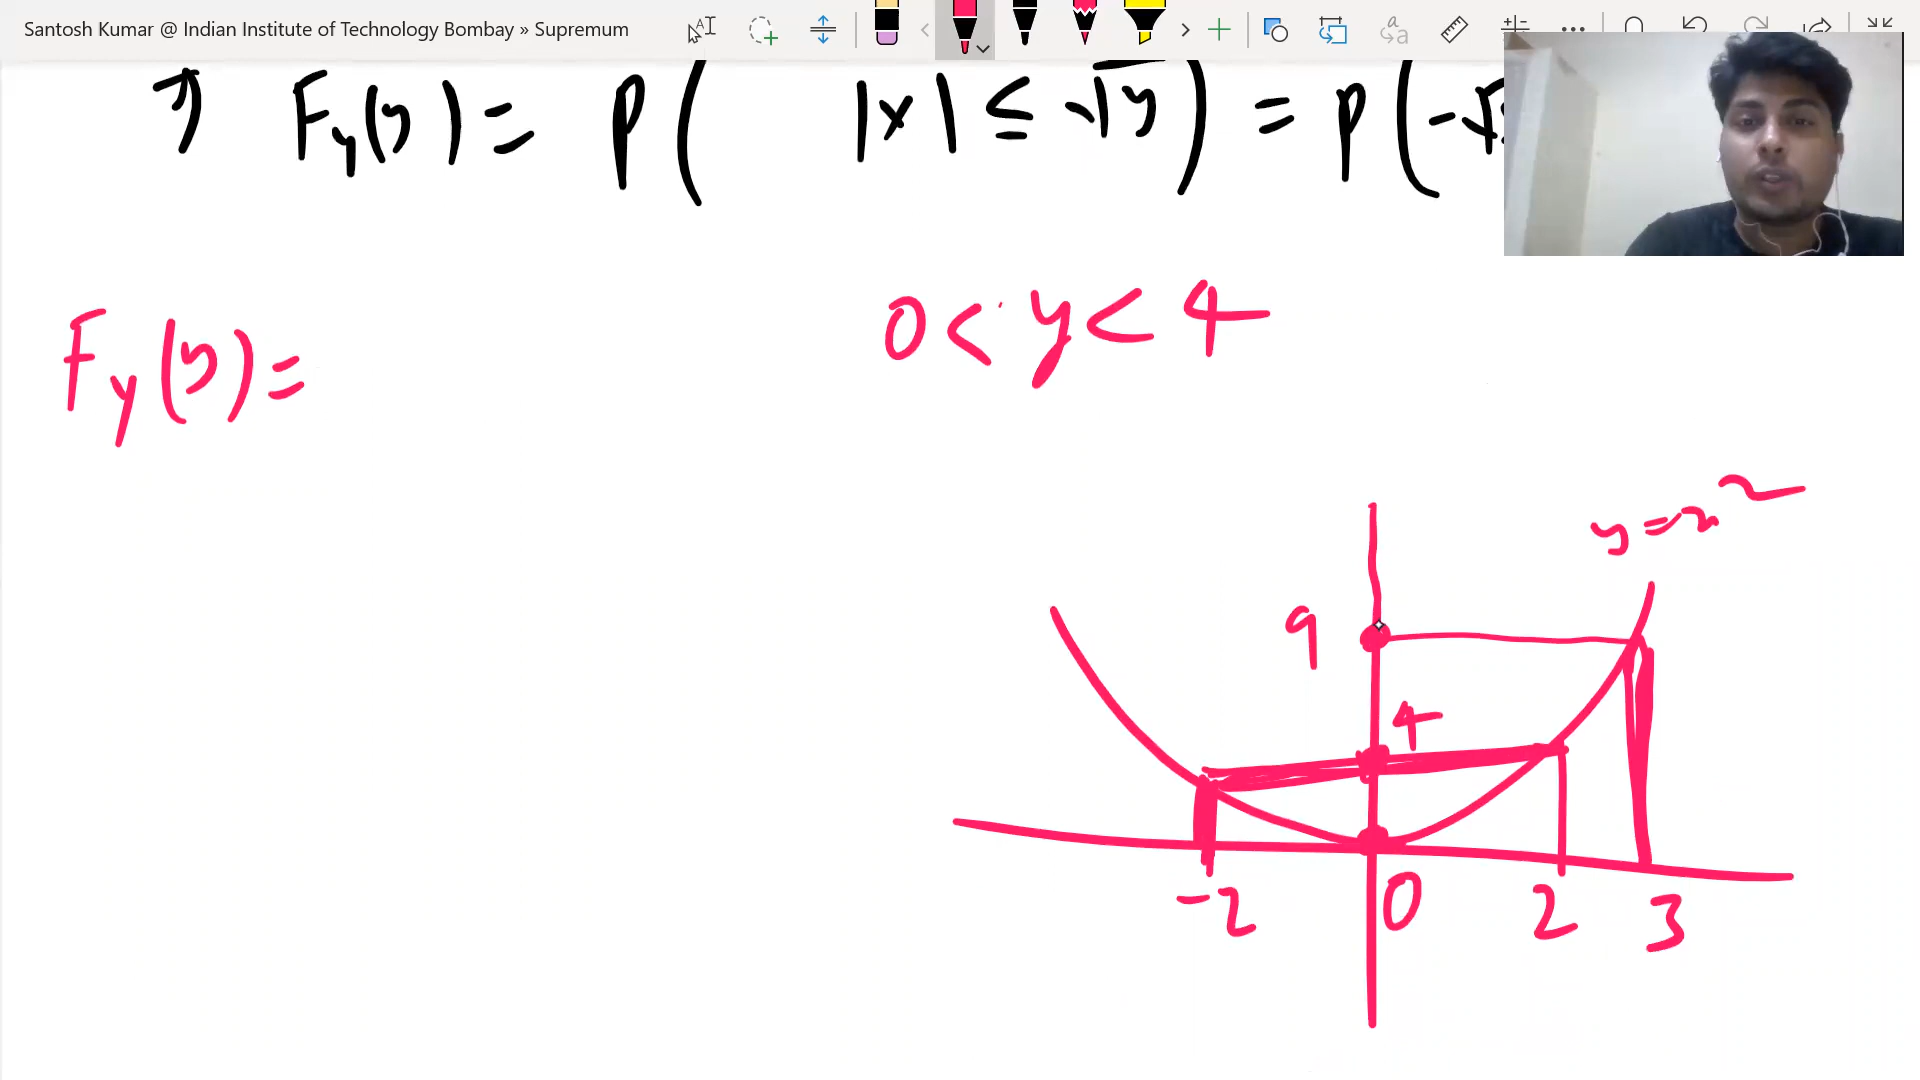 Santosh Kumar @ Indian Institute of Technology Bombay » Supremum
⇒ F_Y(y) = P( |X| ≤ √y ) = P( -√
F_Y(y) =
0 < y < 4
y = x²
9
4
-2 0 2 3